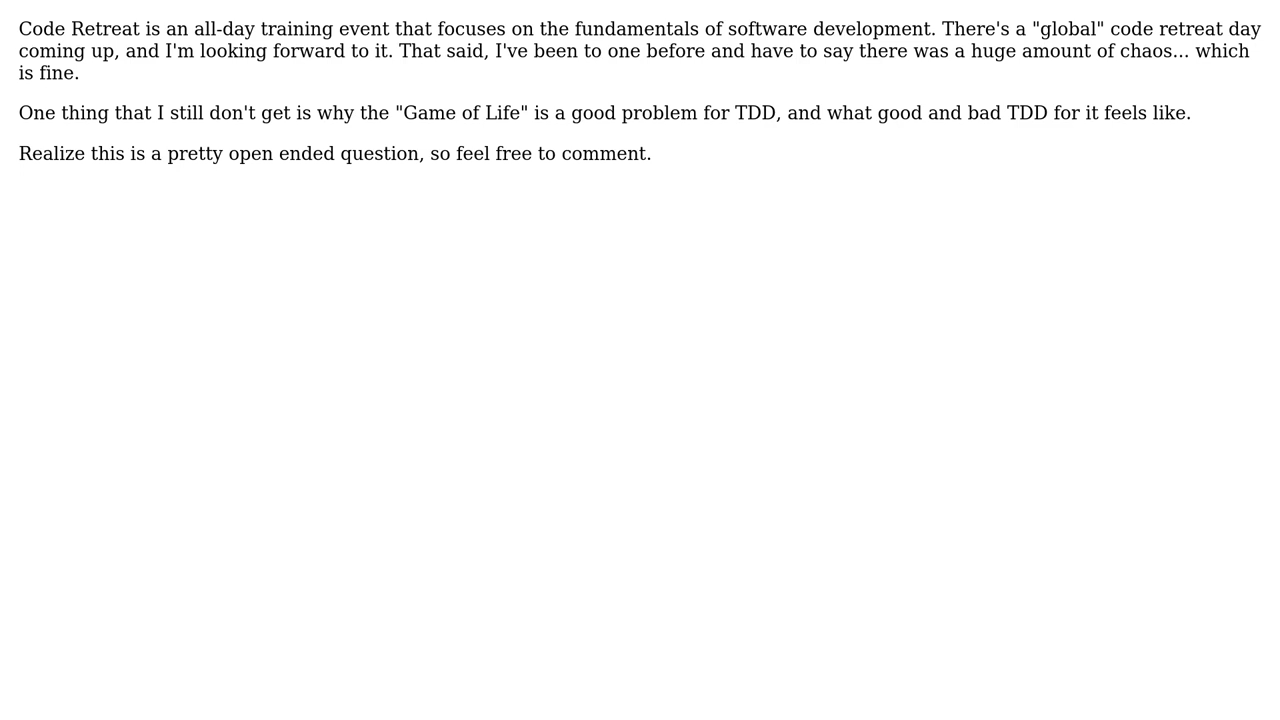 Code Retreat is an all-day training event that focuses on the fundamentals of software development. There's a "global" code retreat day
coming up, and I'm looking forward to it. That said, I've been to one before and have to say there was a huge amount of chaos... which
is fine.
One thing that I still don't get is why the "Game of Life" is a good problem for TDD, and what good and bad TDD for it feels like.
Realize this is a pretty open ended question, so feel free to comment.